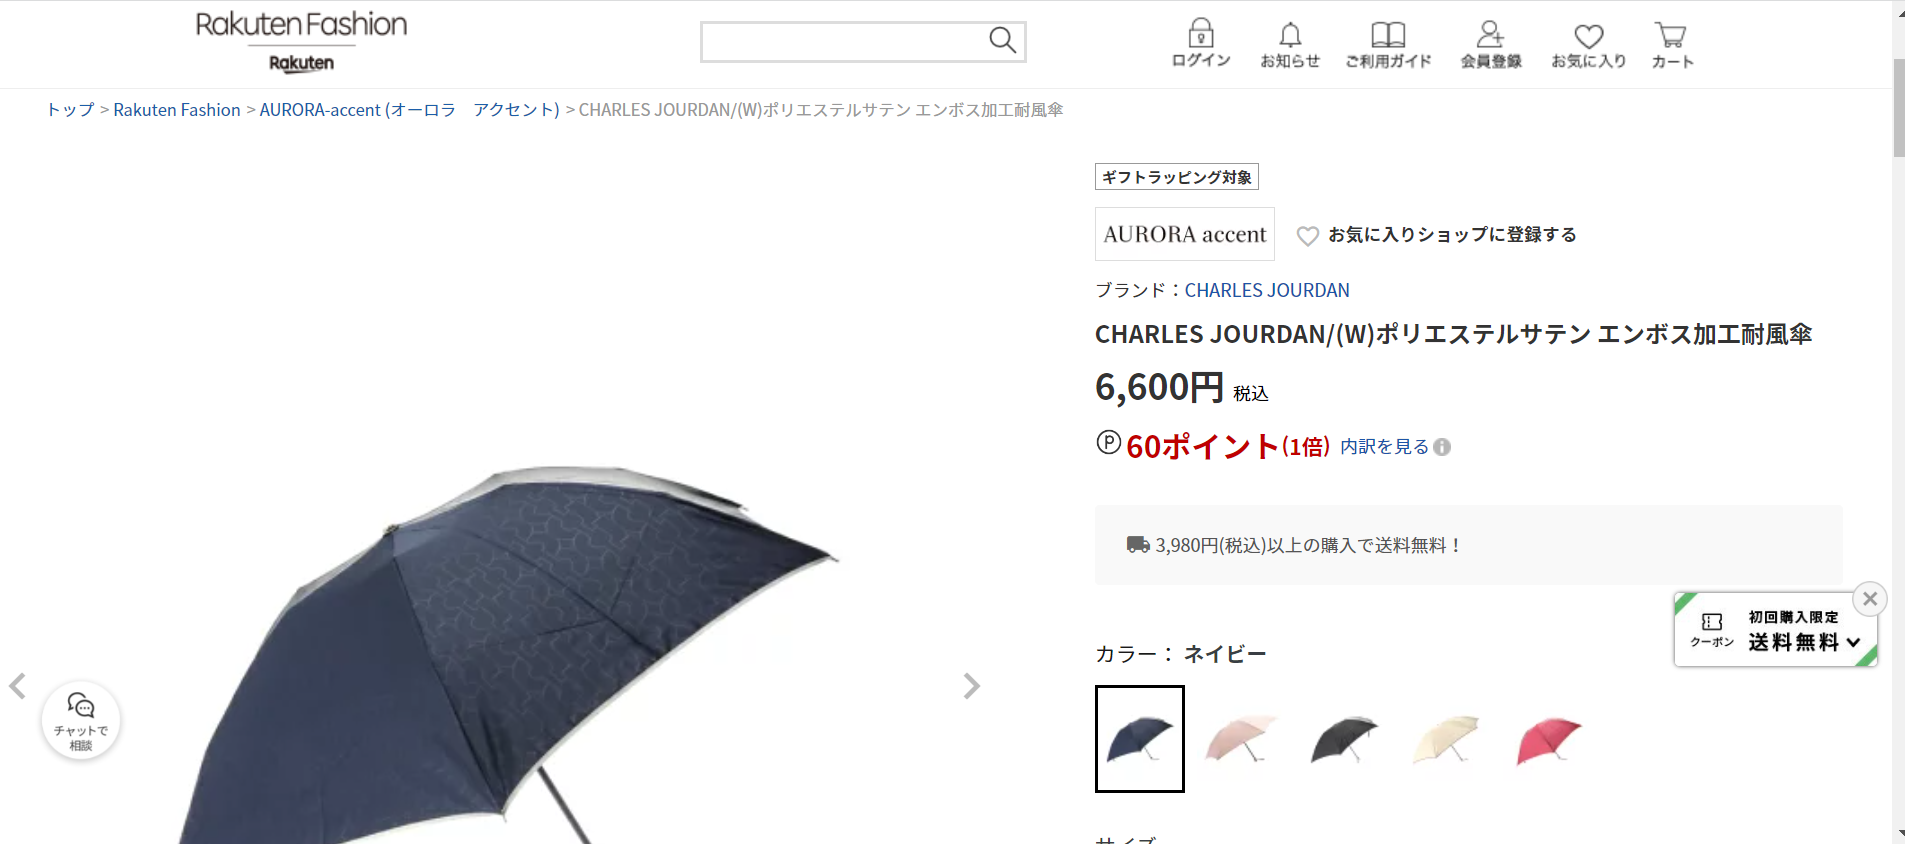 Rakuten Fashion
Rakuten
ログイン
お知らせ
ご利用ガイド
会員登録
お気に入り
カート
トップ > Rakuten Fashion > AURORA-accent (オーロラ　アクセント) > CHARLES JOURDAN/(W)ポリエステルサテン エンボス加工耐風傘
ギフトラッピング対象
AURORA accent
お気に入りショップに登録する
ブランド：CHARLES JOURDAN
CHARLES JOURDAN/(W)ポリエステルサテン エンボス加工耐風傘
6,600円 税込
P 60ポイント(1倍) 内訳を見る i
3,980円(税込)以上の購入で送料無料！
クーポン
初回購入限定
送料無料
カラー： ネイビー
チャットで
相談
サイズ